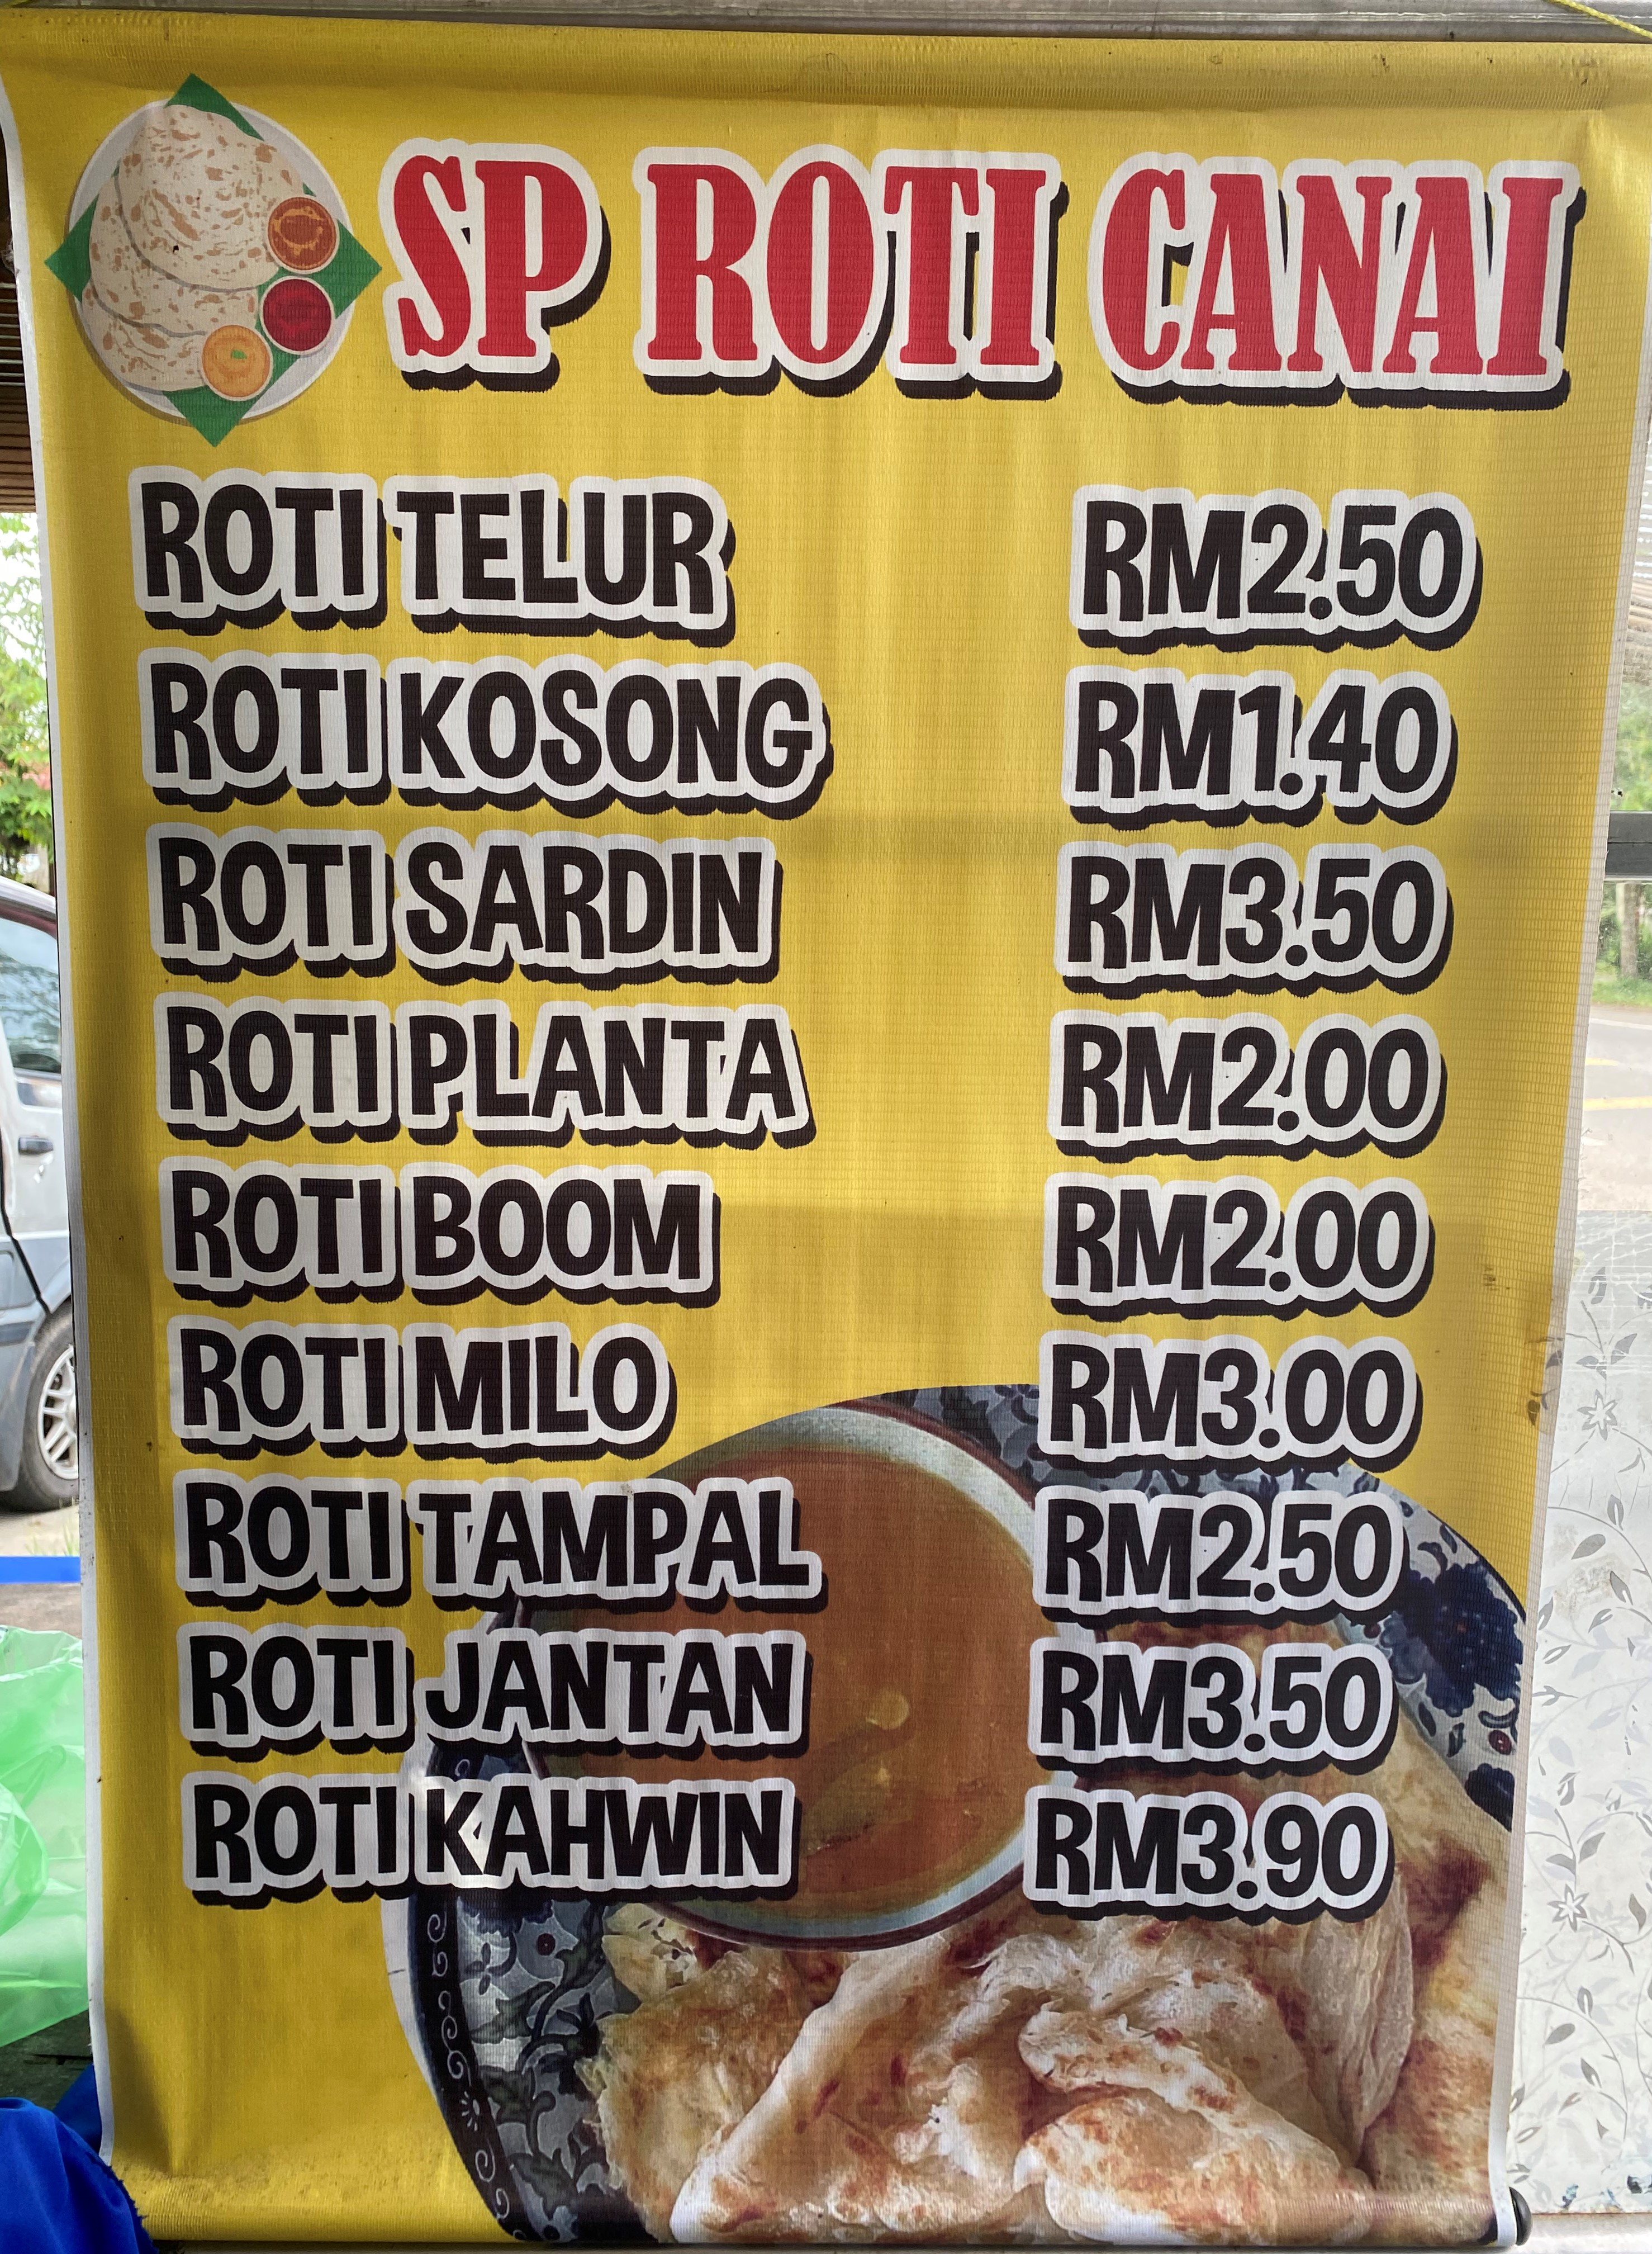 SP ROTI CANAI
ROTI TELUR RM2.50
ROTI KOSONG RM1.40
ROTI SARDIN RM3.50
ROTI PLANTA RM2.00
ROTI BOOM RM2.00
ROTI MILO RM3.00
ROTI TAMPAL RM2.50
ROTI JANTAN RM3.50
ROTI KAHWIN RM3.90